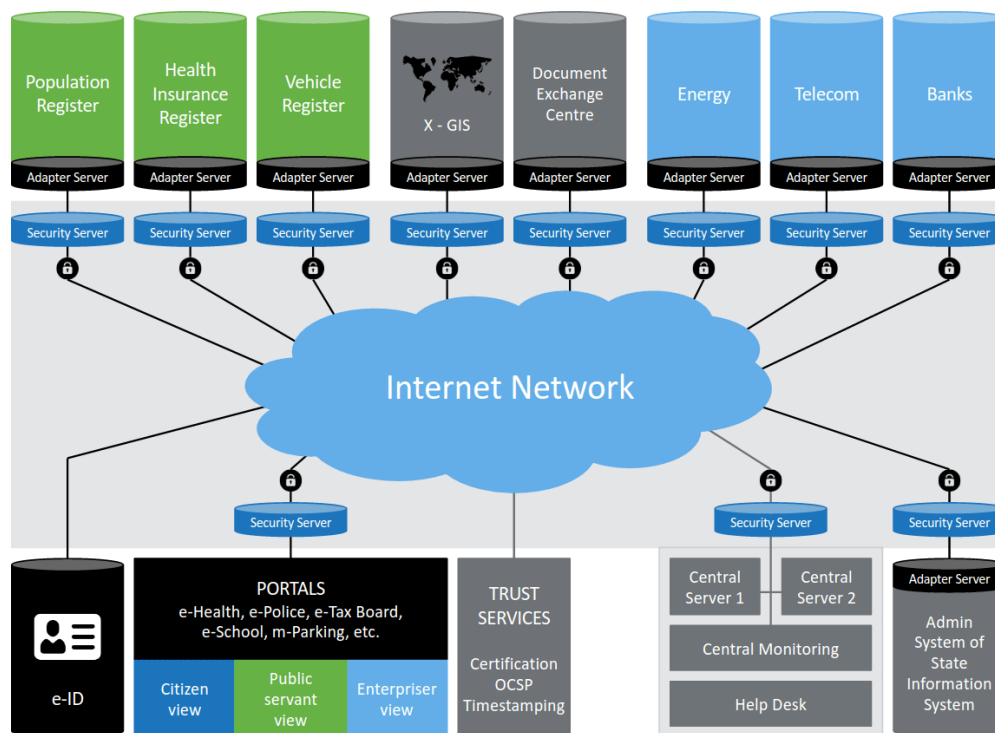 Population
Register
Health
Insurance
Register
Vehicle
Register
X - GIS
Document
Exchange
Centre
Energy
Telecom
Banks
Adapter Server
Adapter Server
Adapter Server
Adapter Server
Adapter Server
Adapter Server
Adapter Server
Adapter Server
Security Server
Security Server
Security Server
Security Server
Security Server
Security Server
Security Server
Security Server
Internet Network
Security Server
Security Server
Security Server
e-ID
PORTALS
e-Health, e-Police, e-Tax Board,
e-School, m-Parking, etc.
Citizen
view
Public
servant
view
Enterpriser
view
TRUST
SERVICES
Certification
OCSP
Timestamping
Central
Server 1
Central
Server 2
Central Monitoring
Help Desk
Adapter Server
Admin
System of
State
Information
System